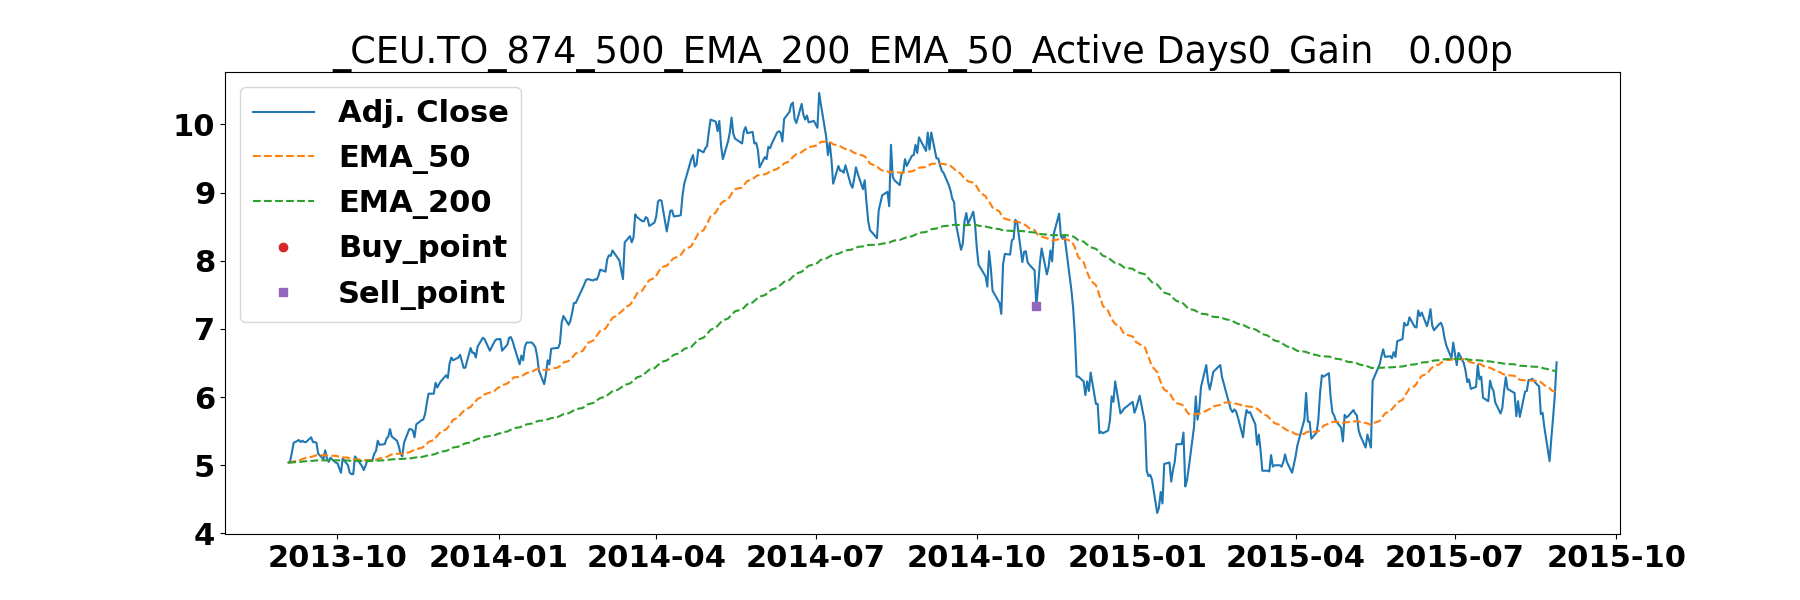 _CEU.TO_874_500_EMA_200_EMA_50_Active Days0_Gain   0.00p
Adj. Close
EMA_50
EMA_200
Buy_point
Sell_point
10
9
8
7
6
5
4
2013-10 2014-01 2014-04 2014-07 2014-10 2015-01 2015-04 2015-07 2015-10